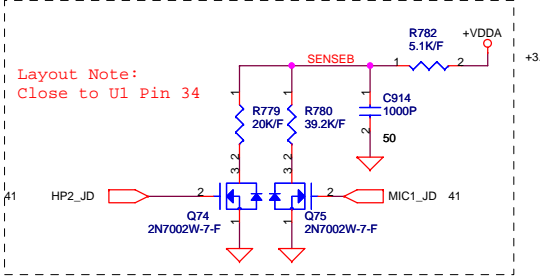 R782
5.1K/F
+VDDA
+3.
SENSEB
1
2
Layout Note:
Close to U1 Pin 34
1
R779
20K/F
3 2
1
R780
39.2K/F
3 2
1
C914
1000P
2
50
41
HP2_JD
2
2
MIC1_JD
41
Q74
2N7002W-7-F
1
Q75
2N7002W-7-F
1